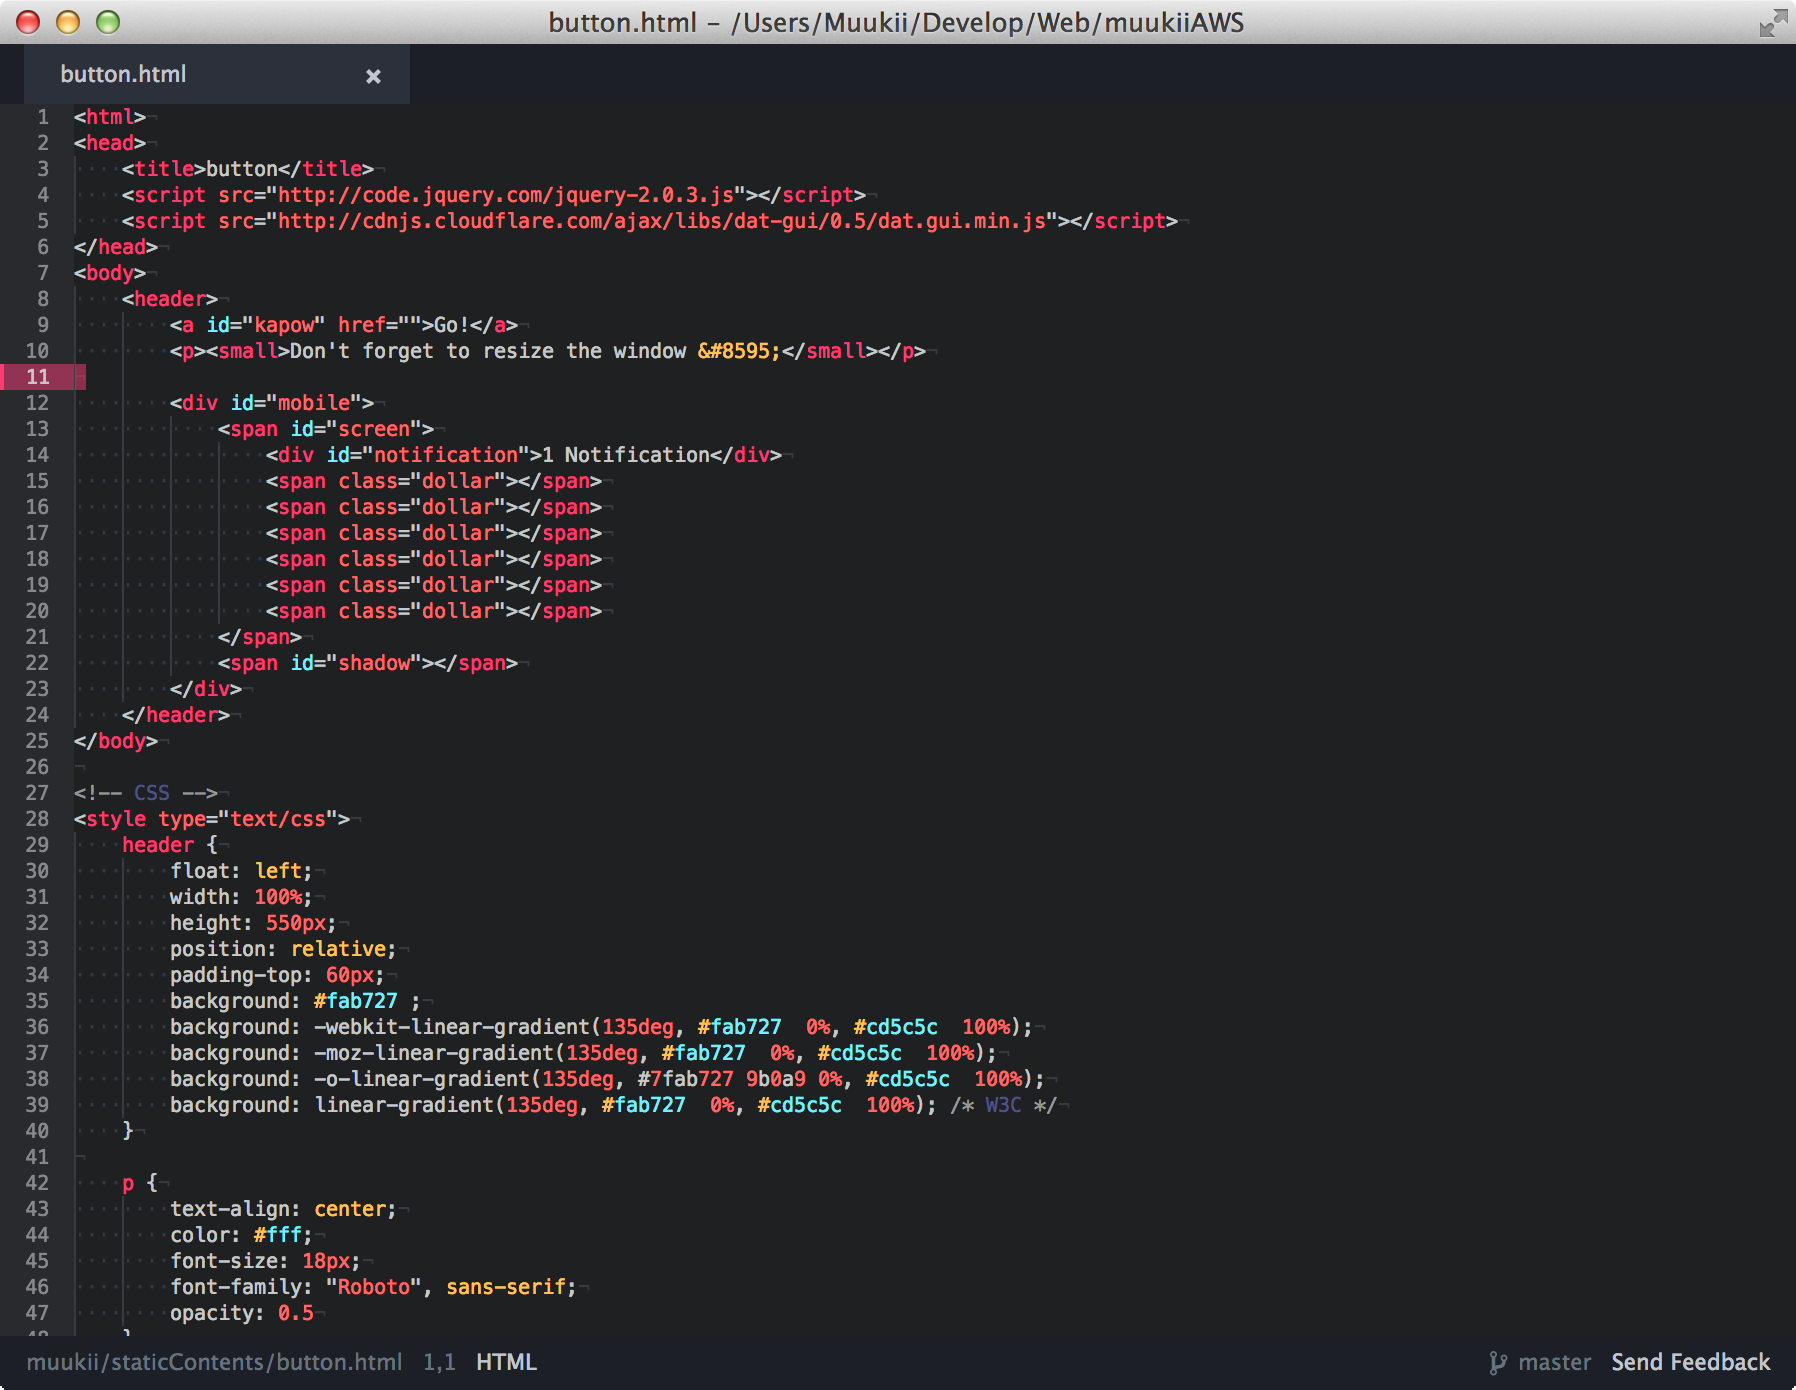 button.html – /Users/Muukii/Develop/Web/muukiiAWS
button.html
1 <html>
2 <head>
3     <title>button</title>
4     <script src="http://code.jquery.com/jquery-2.0.3.js"></script>
5     <script src="http://cdnjs.cloudflare.com/ajax/libs/dat-gui/0.5/dat.gui.min.js"></script>
6 </head>
7 <body>
8     <header>
9         <a id="kapow" href="">Go!</a>
10         <p><small>Don't forget to resize the window &#8595;</small></p>
11
12         <div id="mobile">
13             <span id="screen">
14                 <div id="notification">1 Notification</div>
15                 <span class="dollar"></span>
16                 <span class="dollar"></span>
17                 <span class="dollar"></span>
18                 <span class="dollar"></span>
19                 <span class="dollar"></span>
20                 <span class="dollar"></span>
21             </span>
22             <span id="shadow"></span>
23         </div>
24     </header>
25 </body>
26
27 <!-- CSS -->
28 <style type="text/css">
29     header {
30         float: left;
31         width: 100%;
32         height: 550px;
33         position: relative;
34         padding-top: 60px;
35         background: #fab727 ;
36         background: -webkit-linear-gradient(135deg, #fab727  0%, #cd5c5c  100%);
37         background: -moz-linear-gradient(135deg, #fab727  0%, #cd5c5c  100%);
38         background: -o-linear-gradient(135deg, #7fab727 9b0a9 0%, #cd5c5c  100%);
39         background: linear-gradient(135deg, #fab727  0%, #cd5c5c  100%); /* W3C */
40     }
41
42     p {
43         text-align: center;
44         color: #fff;
45         font-size: 18px;
46         font-family: "Roboto", sans-serif;
47         opacity: 0.5
48     }
muukii/staticContents/button.html 1,1 HTML master Send Feedback